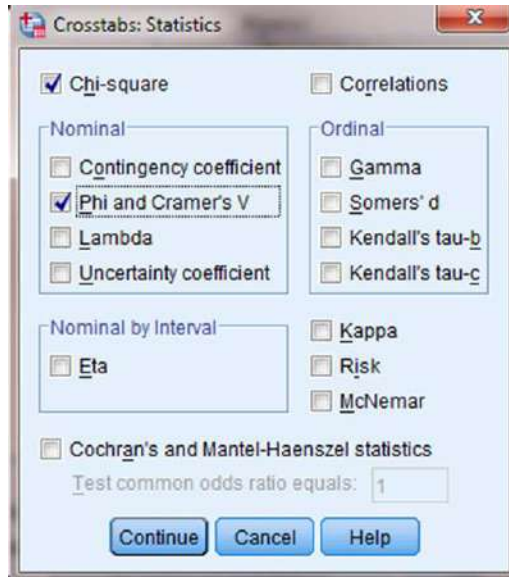 Crosstabs: Statistics
Chi-square
Correlations
Nominal
Contingency coefficient
Phi and Cramer's V
Lambda
Uncertainty coefficient
Ordinal
Gamma
Somers' d
Kendall's tau-b
Kendall's tau-c
Nominal by Interval
Eta
Kappa
Risk
McNemar
Cochran's and Mantel-Haenszel statistics
Test common odds ratio equals: 1
Continue Cancel Help